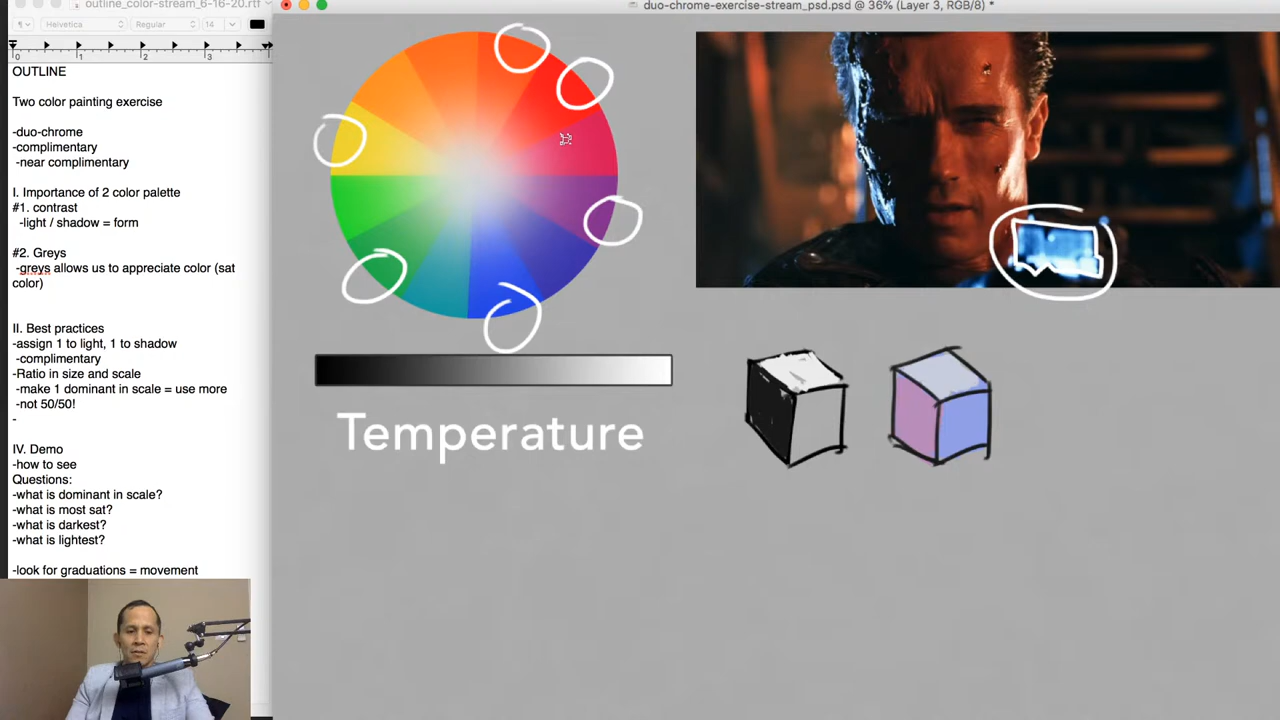 outline_color-stream_6-16-20.rtf
duo-chrome-exercise-stream_psd.psd @ 36% (Layer 3, RGB/8) *
¶
Helvetica
Regular
14
0
1
2
3
OUTLINE
Two color painting exercise
-duo-chrome
-complimentary
-near complimentary
I. Importance of 2 color palette
#1. contrast
-light / shadow = form
#2. Greys
-greys allows us to appreciate color (sat
color)
II. Best practices
-assign 1 to light, 1 to shadow
-complimentary
-Ratio in size and scale
-make 1 dominant in scale = use more
-not 50/50!
-
IV. Demo
-how to see
Questions:
-what is dominant in scale?
-what is most sat?
-what is darkest?
-what is lightest?
-look for graduations = movement
Temperature